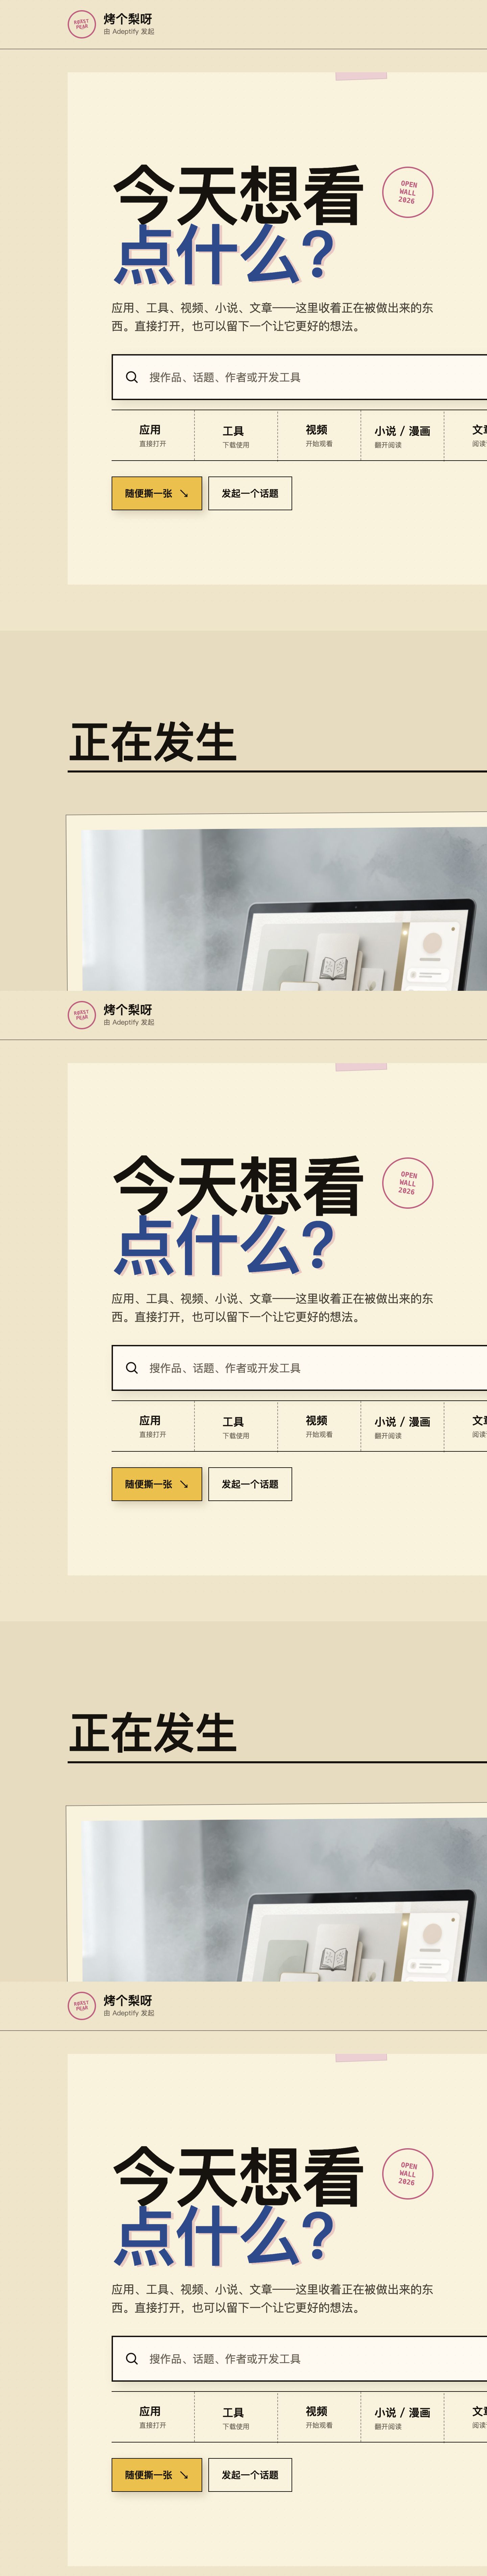 ROAST
PEAR
烤个梨呀
由 Adeptify 发起
今天想看
点什么?
OPEN
WALL
2026
应用、工具、视频、小说、文章——这里收着正在被做出来的东
西。直接打开，也可以留下一个让它更好的想法。
搜作品、话题、作者或开发工具
应用
直接打开
工具
下载使用
视频
开始观看
小说 / 漫画
翻开阅读
文
阅读
随便撕一张 ↘
发起一个话题
正在发生
ROAST
PEAR
烤个梨呀
由 Adeptify 发起
今天想看
点什么?
OPEN
WALL
2026
应用、工具、视频、小说、文章——这里收着正在被做出来的东
西。直接打开，也可以留下一个让它更好的想法。
搜作品、话题、作者或开发工具
应用
直接打开
工具
下载使用
视频
开始观看
小说 / 漫画
翻开阅读
文
阅读
随便撕一张 ↘
发起一个话题
正在发生
ROAST
PEAR
烤个梨呀
由 Adeptify 发起
今天想看
点什么?
OPEN
WALL
2026
应用、工具、视频、小说、文章——这里收着正在被做出来的东
西。直接打开，也可以留下一个让它更好的想法。
搜作品、话题、作者或开发工具
应用
直接打开
工具
下载使用
视频
开始观看
小说 / 漫画
翻开阅读
文
阅读
随便撕一张 ↘
发起一个话题